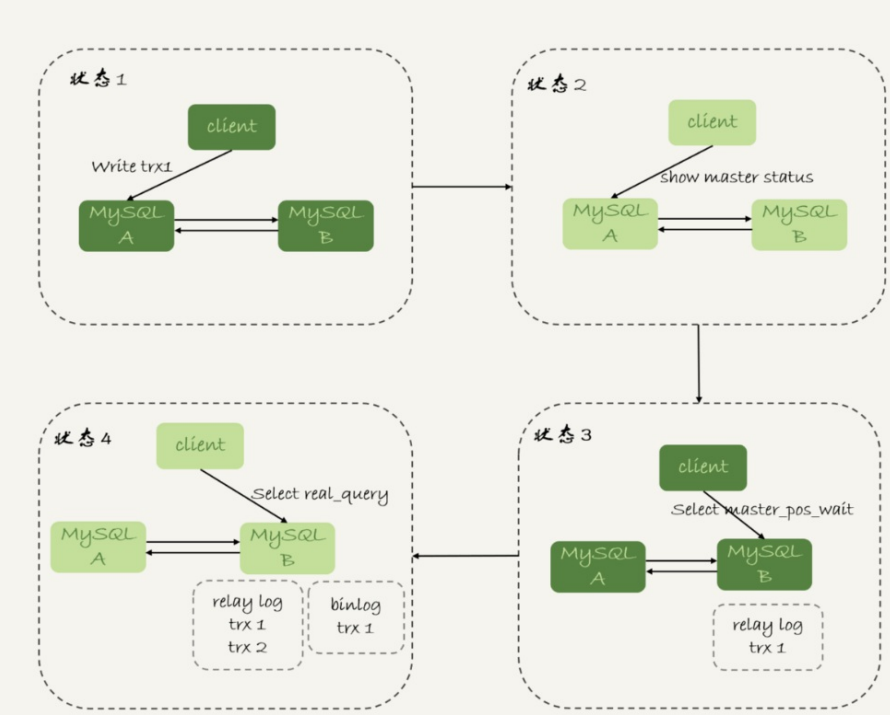 状态1
client
Write trx1
MySQL
A
MySQL
B
状态2
client
show master status
MySQL
A
MySQL
B
状态3
client
Select master_pos_wait
MySQL
A
MySQL
B
relay log
trx 1
状态4
client
Select real_query
MySQL
A
MySQL
B
relay log
trx 1
trx 2
binlog
trx 1